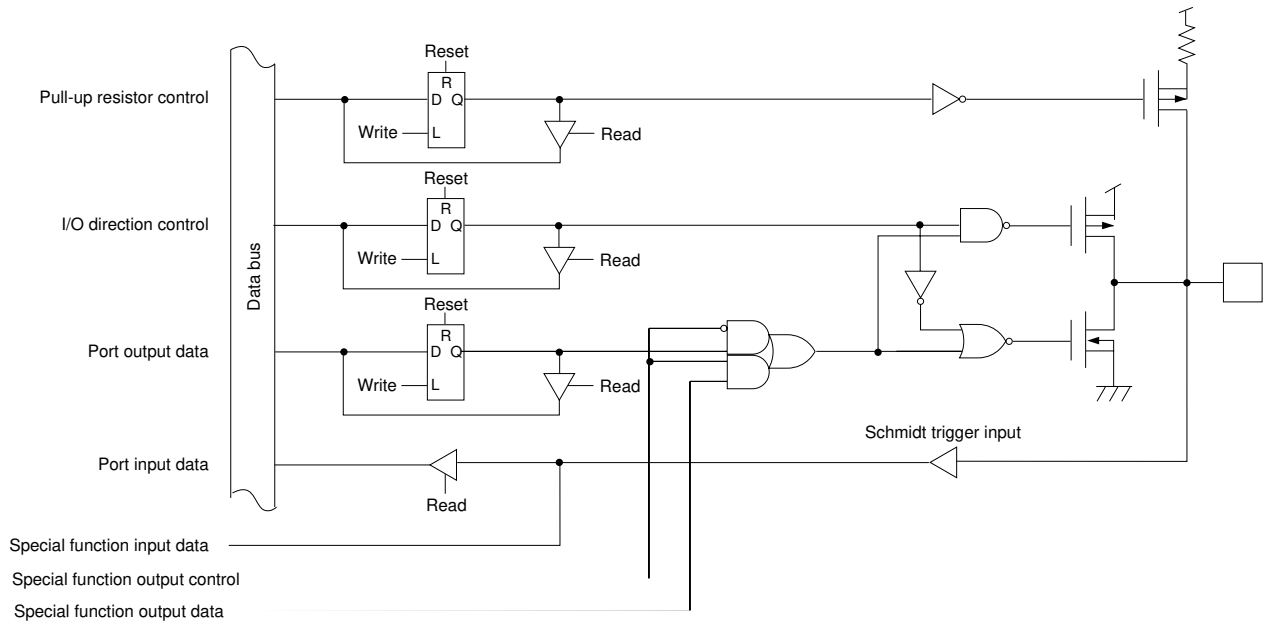 Reset
Pull-up resistor control
R
D Q
Write
L
Read
Reset
I/O direction control
R
D Q
Write
L
Read
Data bus
Reset
Port output data
R
D Q
Write
L
Read
Schmidt trigger input
Port input data
Read
Special function input data
Special function output control
Special function output data